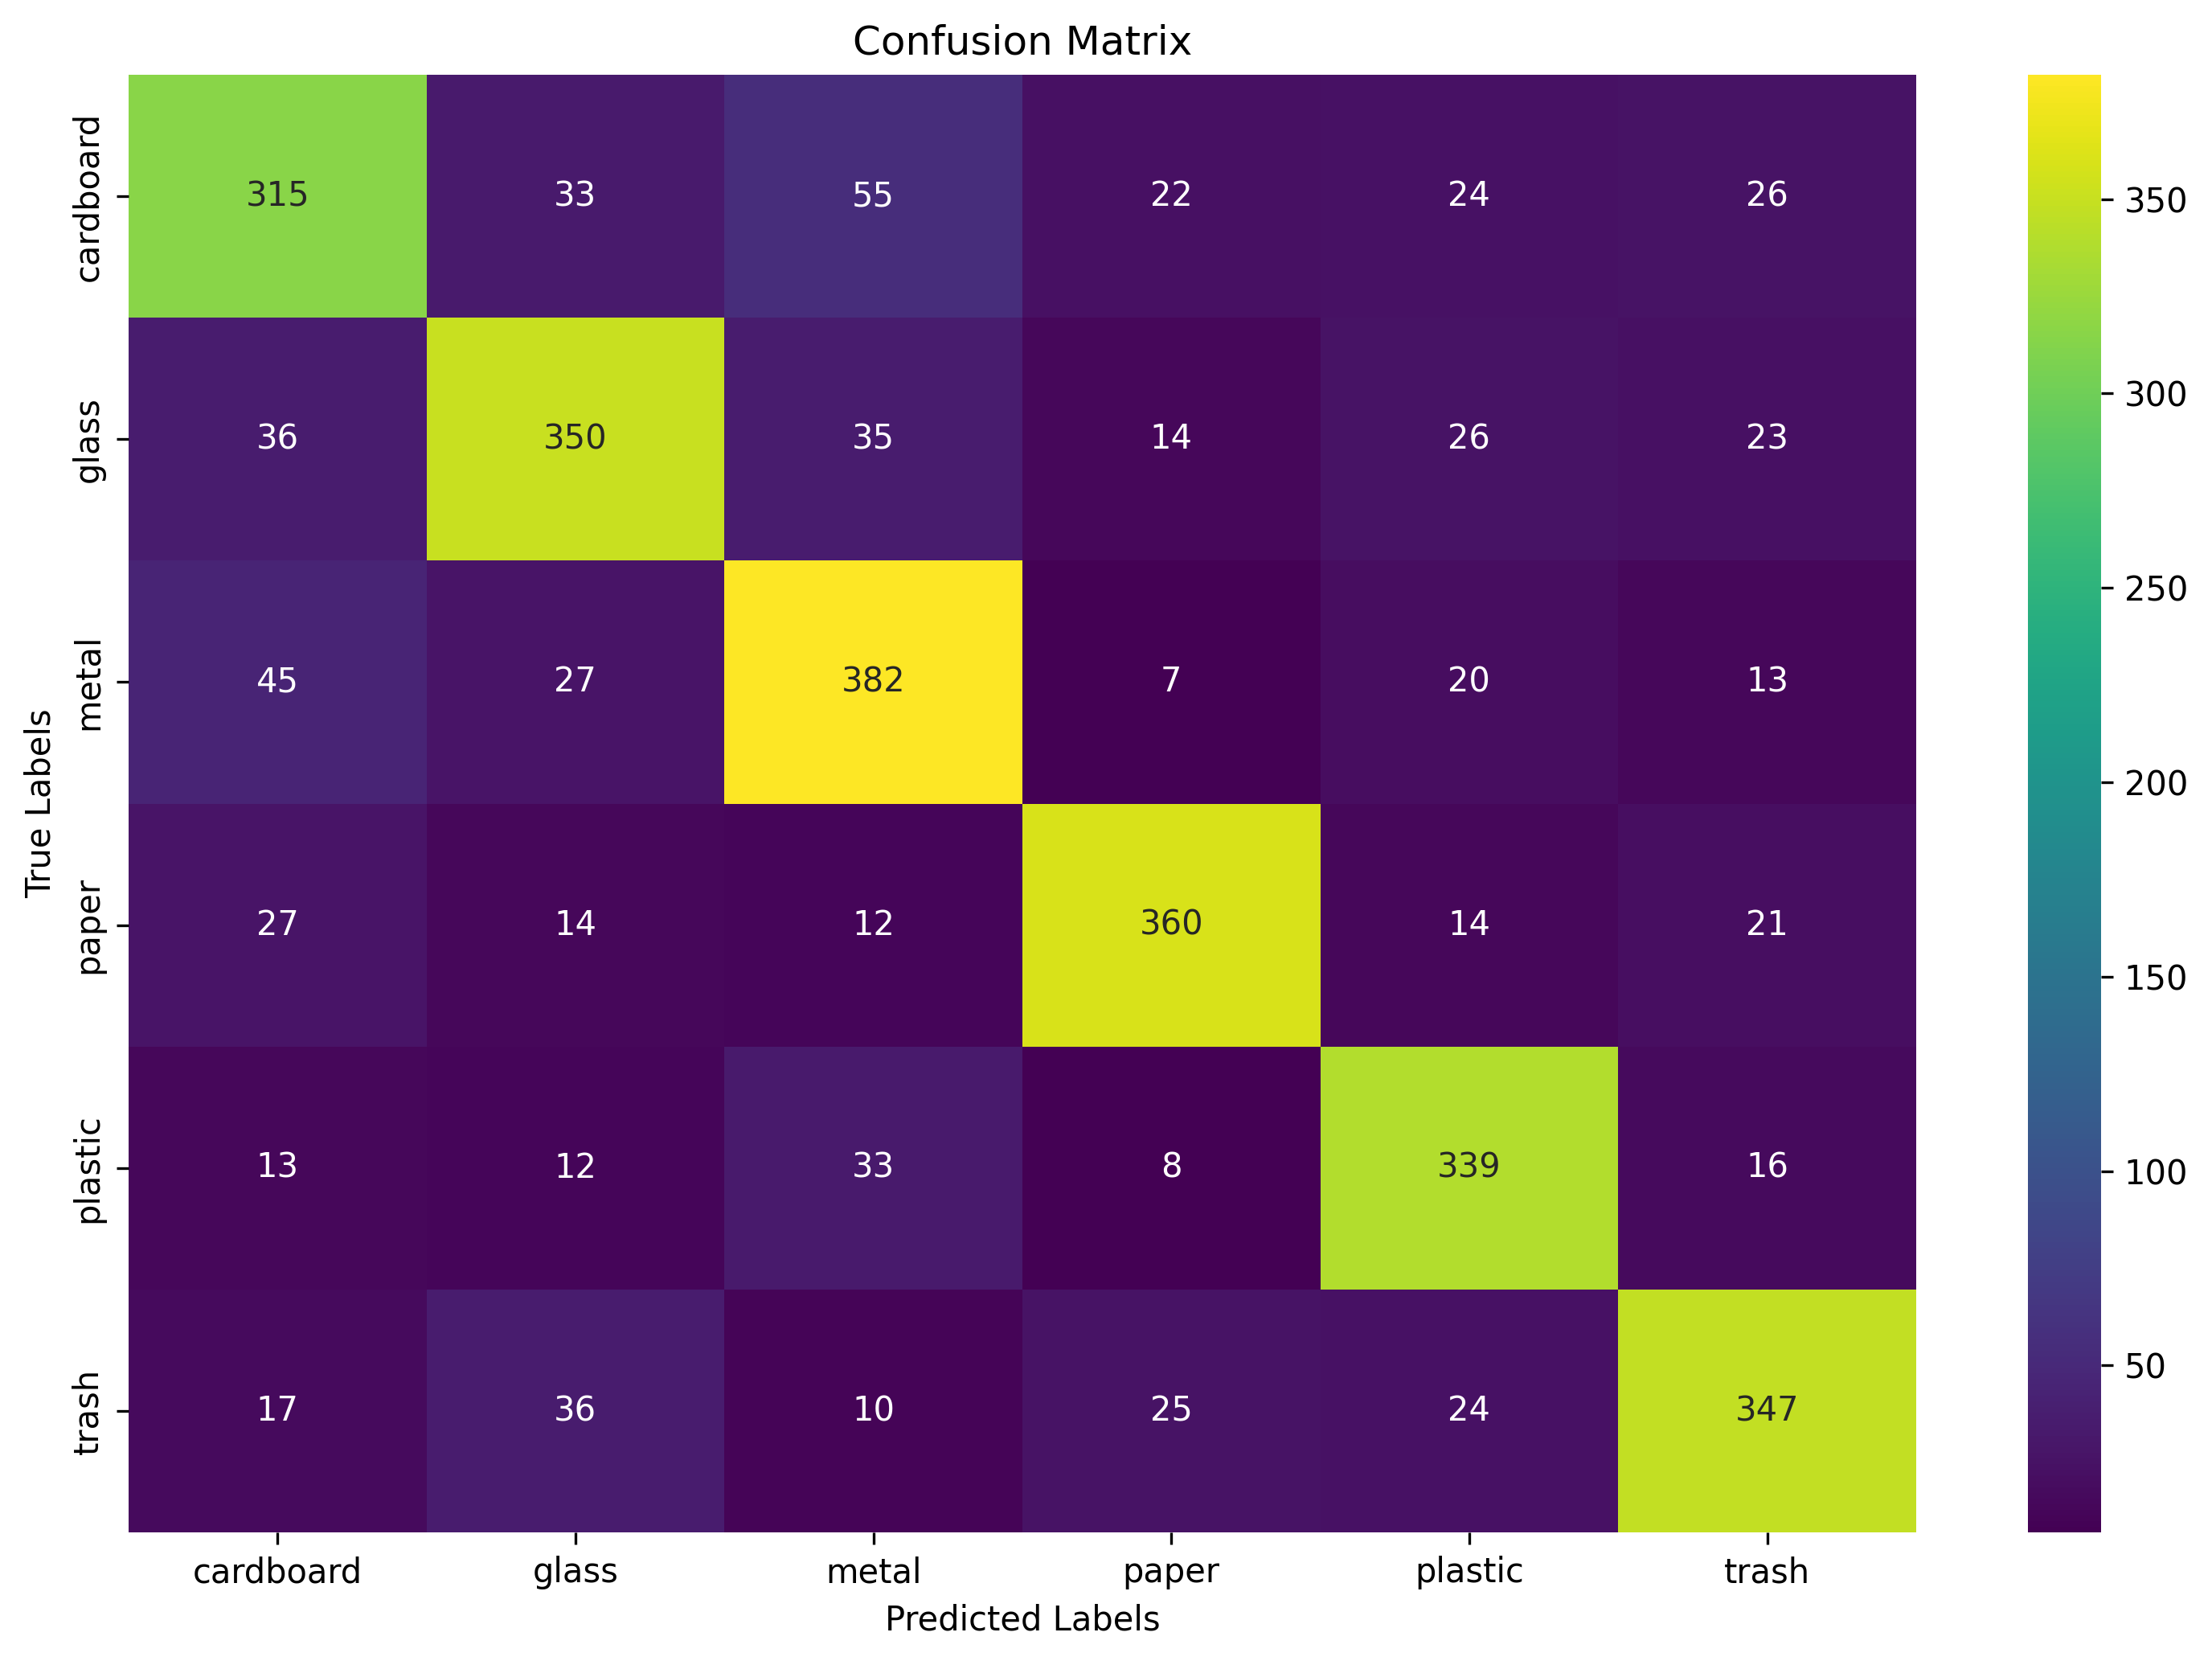 Confusion Matrix
True Labels
cardboard 315 33 55 22 24 26
glass 36 350 35 14 26 23
metal 45 27 382 7 20 13
paper 27 14 12 360 14 21
plastic 13 12 33 8 339 16
trash 17 36 10 25 24 347
cardboard glass metal paper plastic trash
Predicted Labels
350
300
250
200
150
100
50